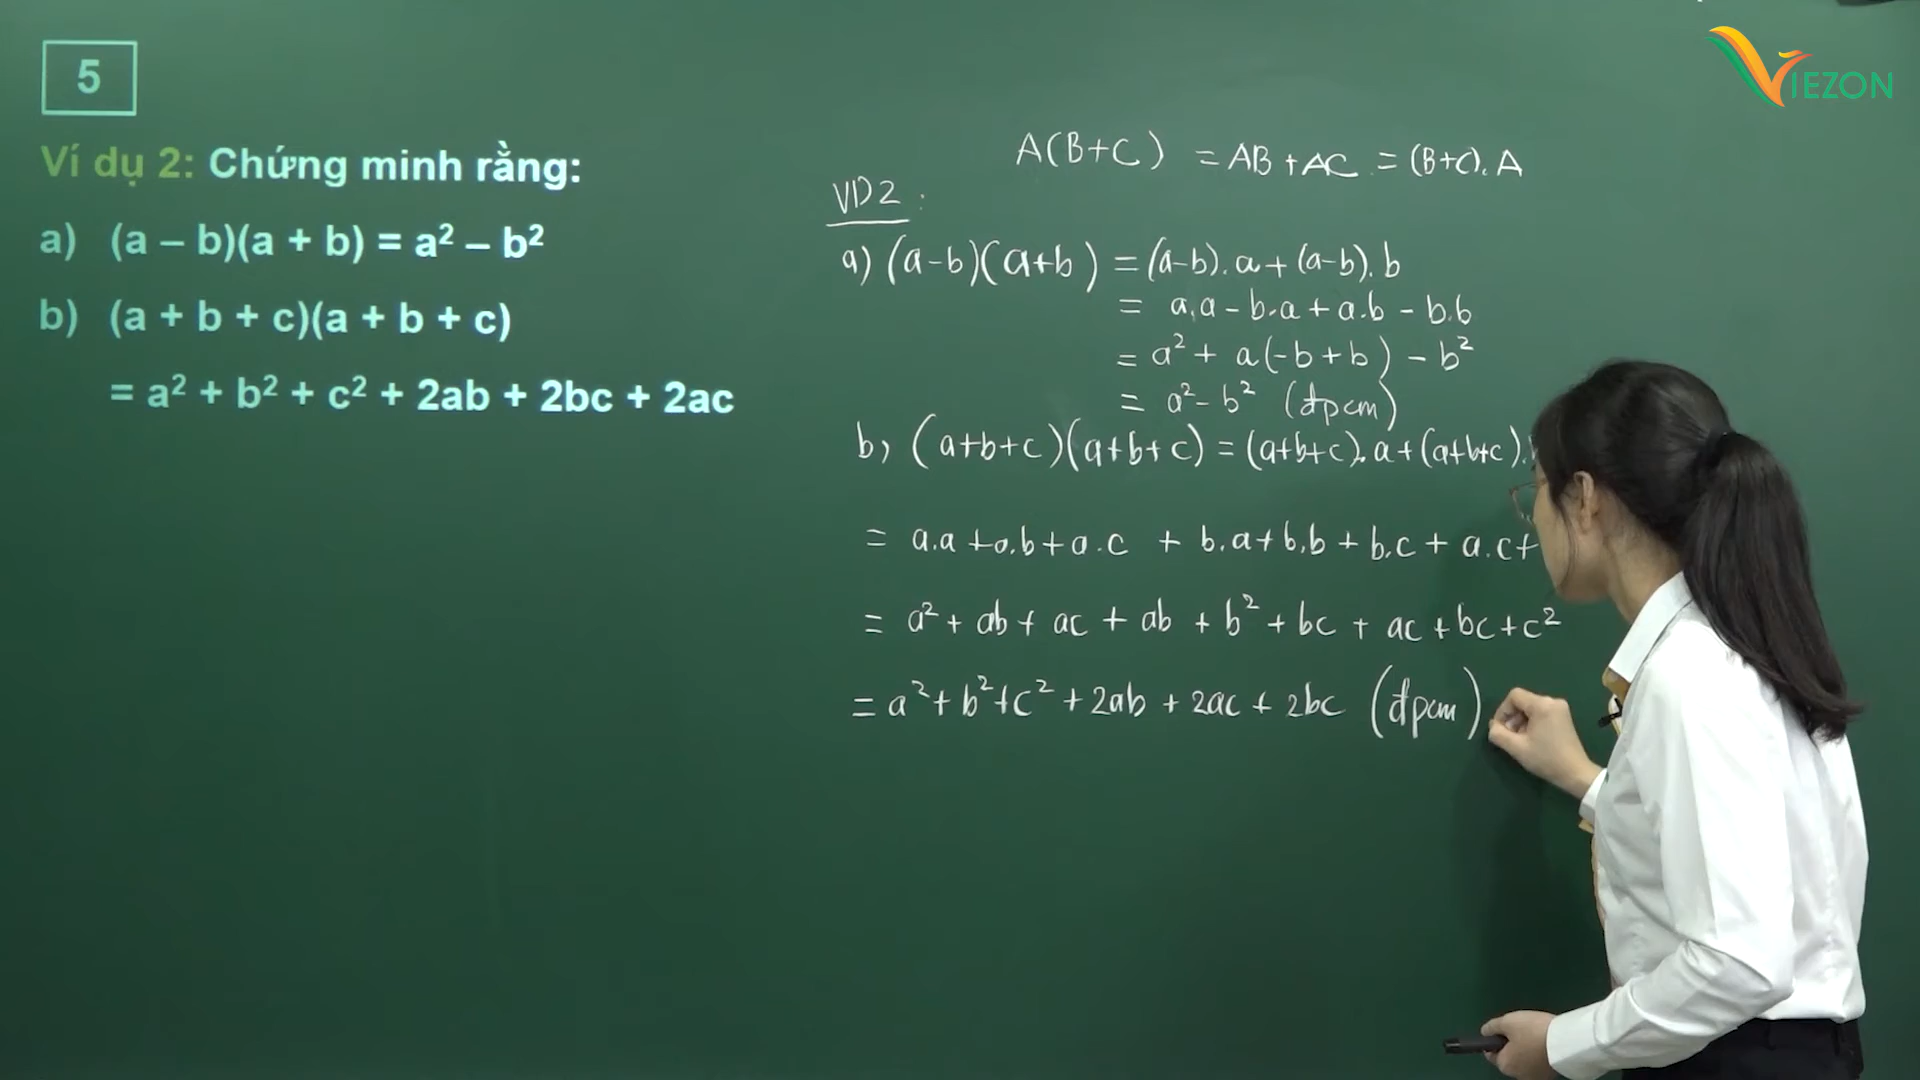 5
VIEZON
Ví dụ 2: Chứng minh rằng:
a) (a – b)(a + b) = a² – b²
b) (a + b + c)(a + b + c)
= a² + b² + c² + 2ab + 2bc + 2ac
A(B+C) = AB + AC = (B+C). A
VD2 :
a) (a-b)(a+b) = (a-b). a + (a-b). b
= a.a - b.a + a.b - b.b
= a² + a(-b+b) - b²
= a² - b² (đpcm)
b, (a+b+c)(a+b+c) = (a+b+c). a + (a+b+c).
= a.a + a.b + a.c + b.a + b.b + b.c + a.c +
= a² + ab + ac + ab + b² + bc + ac + bc + c²
= a² + b² + c² + 2ab + 2ac + 2bc (đpcm)